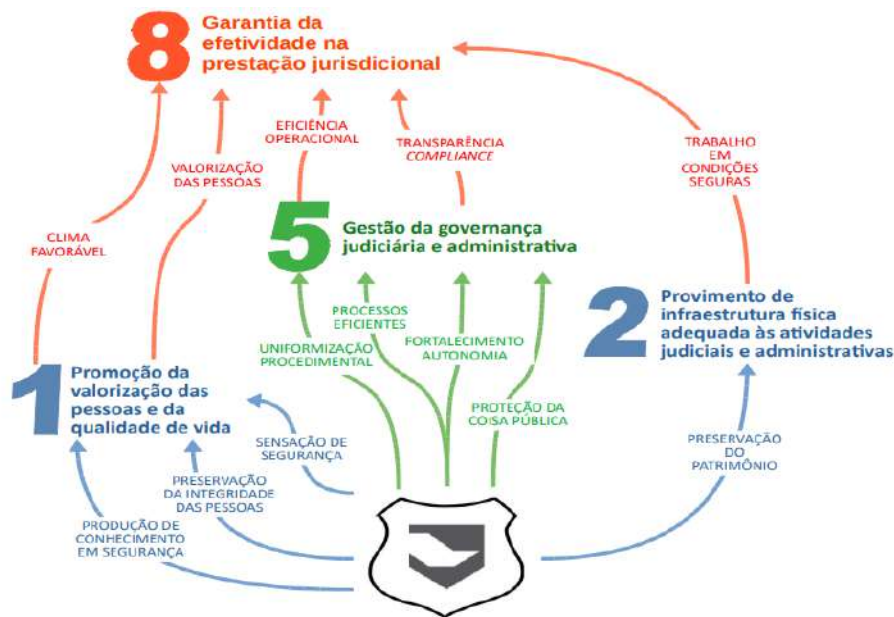 8
Garantia da
efetividade na
prestação jurisdicional
EFICIÊNCIA
OPERACIONAL
TRANSPARÊNCIA
COMPLIANCE
VALORIZAÇÃO
DAS PESSOAS
TRABALHO
EM
CONDIÇÕES
SEGURAS
CLIMA
FAVORÁVEL
5
Gestão da governança
judiciária e administrativa
2
Provimento de
infraestrutura física
adequada às atividades
judiciais e administrativas
PROCESSOS
EFICIENTES
UNIFORMIZAÇÃO
PROCEDIMENTAL
FORTALECIMENTO
AUTONOMIA
1
Promoção da
valorização das
pessoas e da
qualidade de vida
PROTEÇÃO DA
COISA PÚBLICA
SENSAÇÃO DE
SEGURANÇA
PRESERVAÇÃO
DO
PATRIMÔNIO
PRESERVAÇÃO
DA INTEGRIDADE
DAS PESSOAS
PRODUÇÃO DE
CONHECIMENTO
EM SEGURANÇA